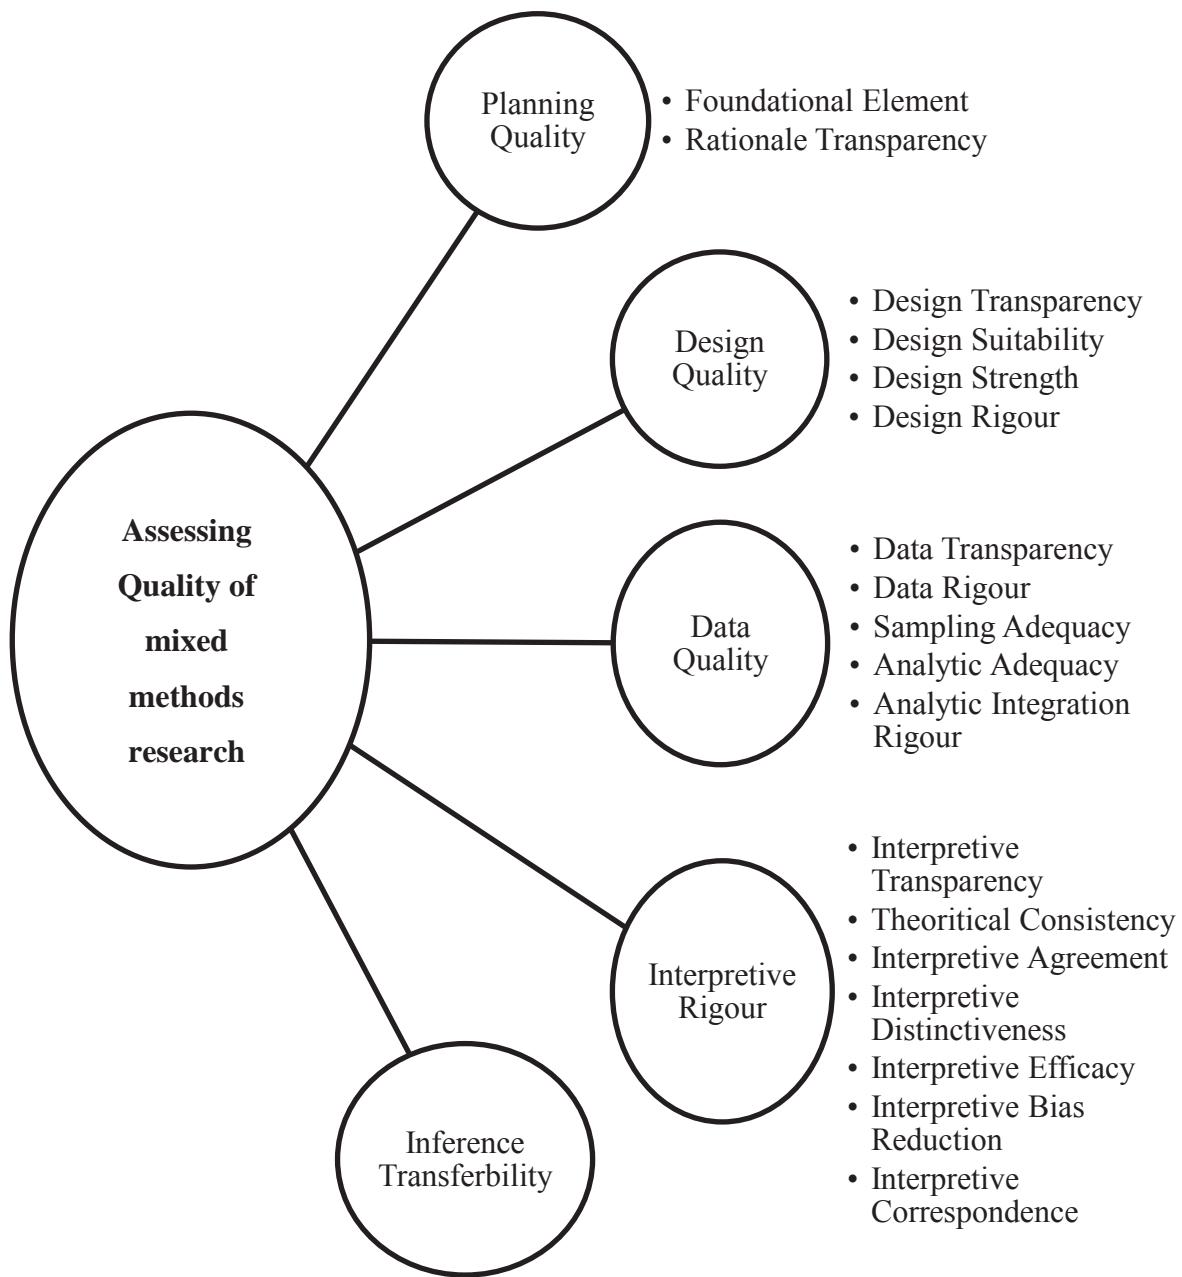 Planning
Quality
• Foundational Element
• Rationale Transparency
Design
Quality
• Design Transparency
• Design Suitability
• Design Strength
• Design Rigour
Assessing
Quality of
mixed
methods
research
Data
Quality
• Data Transparency
• Data Rigour
• Sampling Adequacy
• Analytic Adequacy
• Analytic Integration
Rigour
Interpretive
Rigour
• Interpretive
Transparency
• Theoritical Consistency
• Interpretive Agreement
• Interpretive
Distinctiveness
• Interpretive Efficacy
• Interpretive Bias
Reduction
• Interpretive
Correspondence
Inference
Transferbility